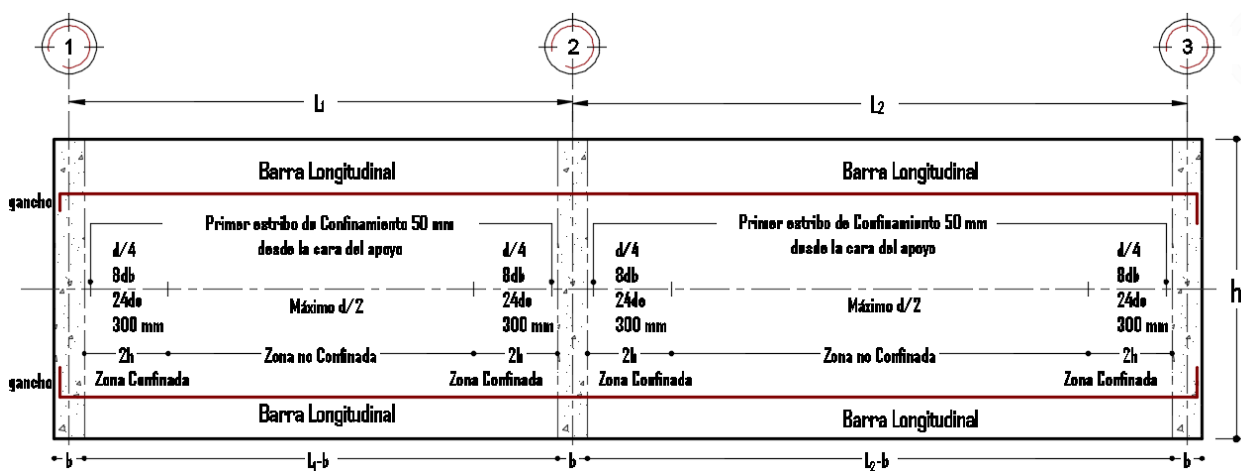 1
2
3
L₁
L₂
Barra Longitudinal
Barra Longitudinal
gancho
Primer estribo de Confinamiento 50 mm
desde la cara del apoyo
Primer estribo de Confinamiento 50 mm
desde la cara del apoyo
d/4
8db
24de
300 mm
d/4
8db
24de
300 mm
d/4
8db
24de
300 mm
d/4
8db
24de
300 mm
Máximo d/2
Máximo d/2
h
2h
Zona no Confinada
2h
2h
Zona no Confinada
2h
gancho
Zona Confinada
Zona Confinada
Zona Confinada
Zona Confinada
Barra Longitudinal
Barra Longitudinal
b
L₁-b
b
L₂-b
b